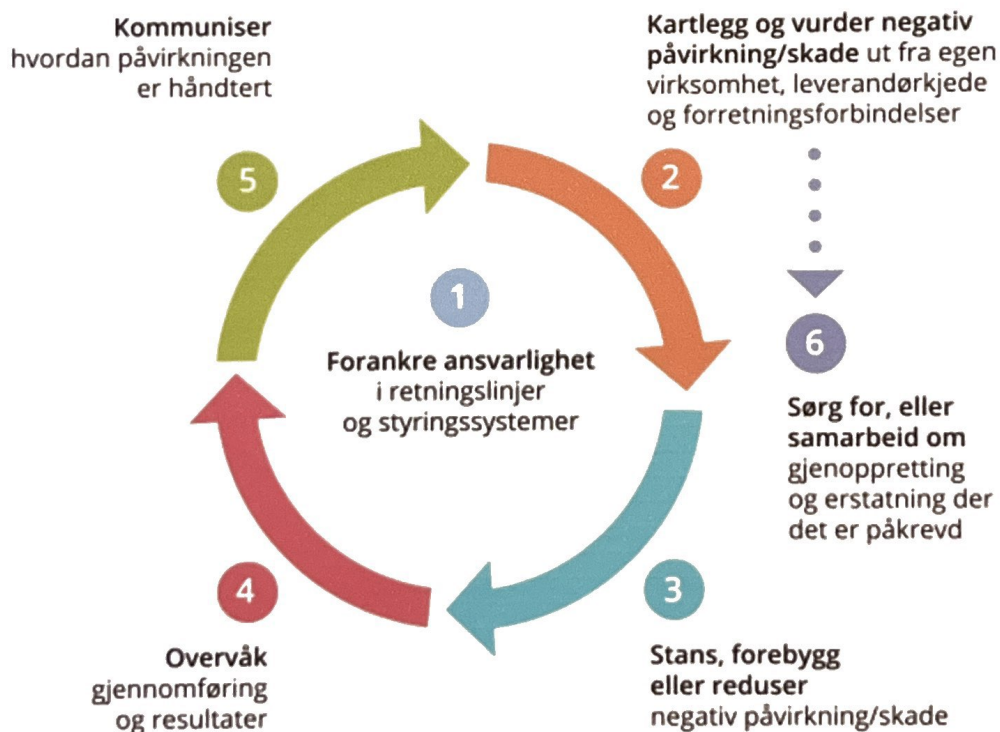 Kommuniser
hvordan påvirkningen
er håndtert
5
Kartlegg og vurder negativ
påvirkning/skade ut fra egen
virksomhet, leverandørkjede
og forretningsforbindelser
2
1
Forankre ansvarlighet
i retningslinjer
og styringssystemer
6
Sørg for, eller
samarbeid om
gjenoppretting
og erstatning der
det er påkrevd
4
Overvåk
gjennomføring
og resultater
3
Stans, forebygg
eller reduser
negativ påvirkning/skade